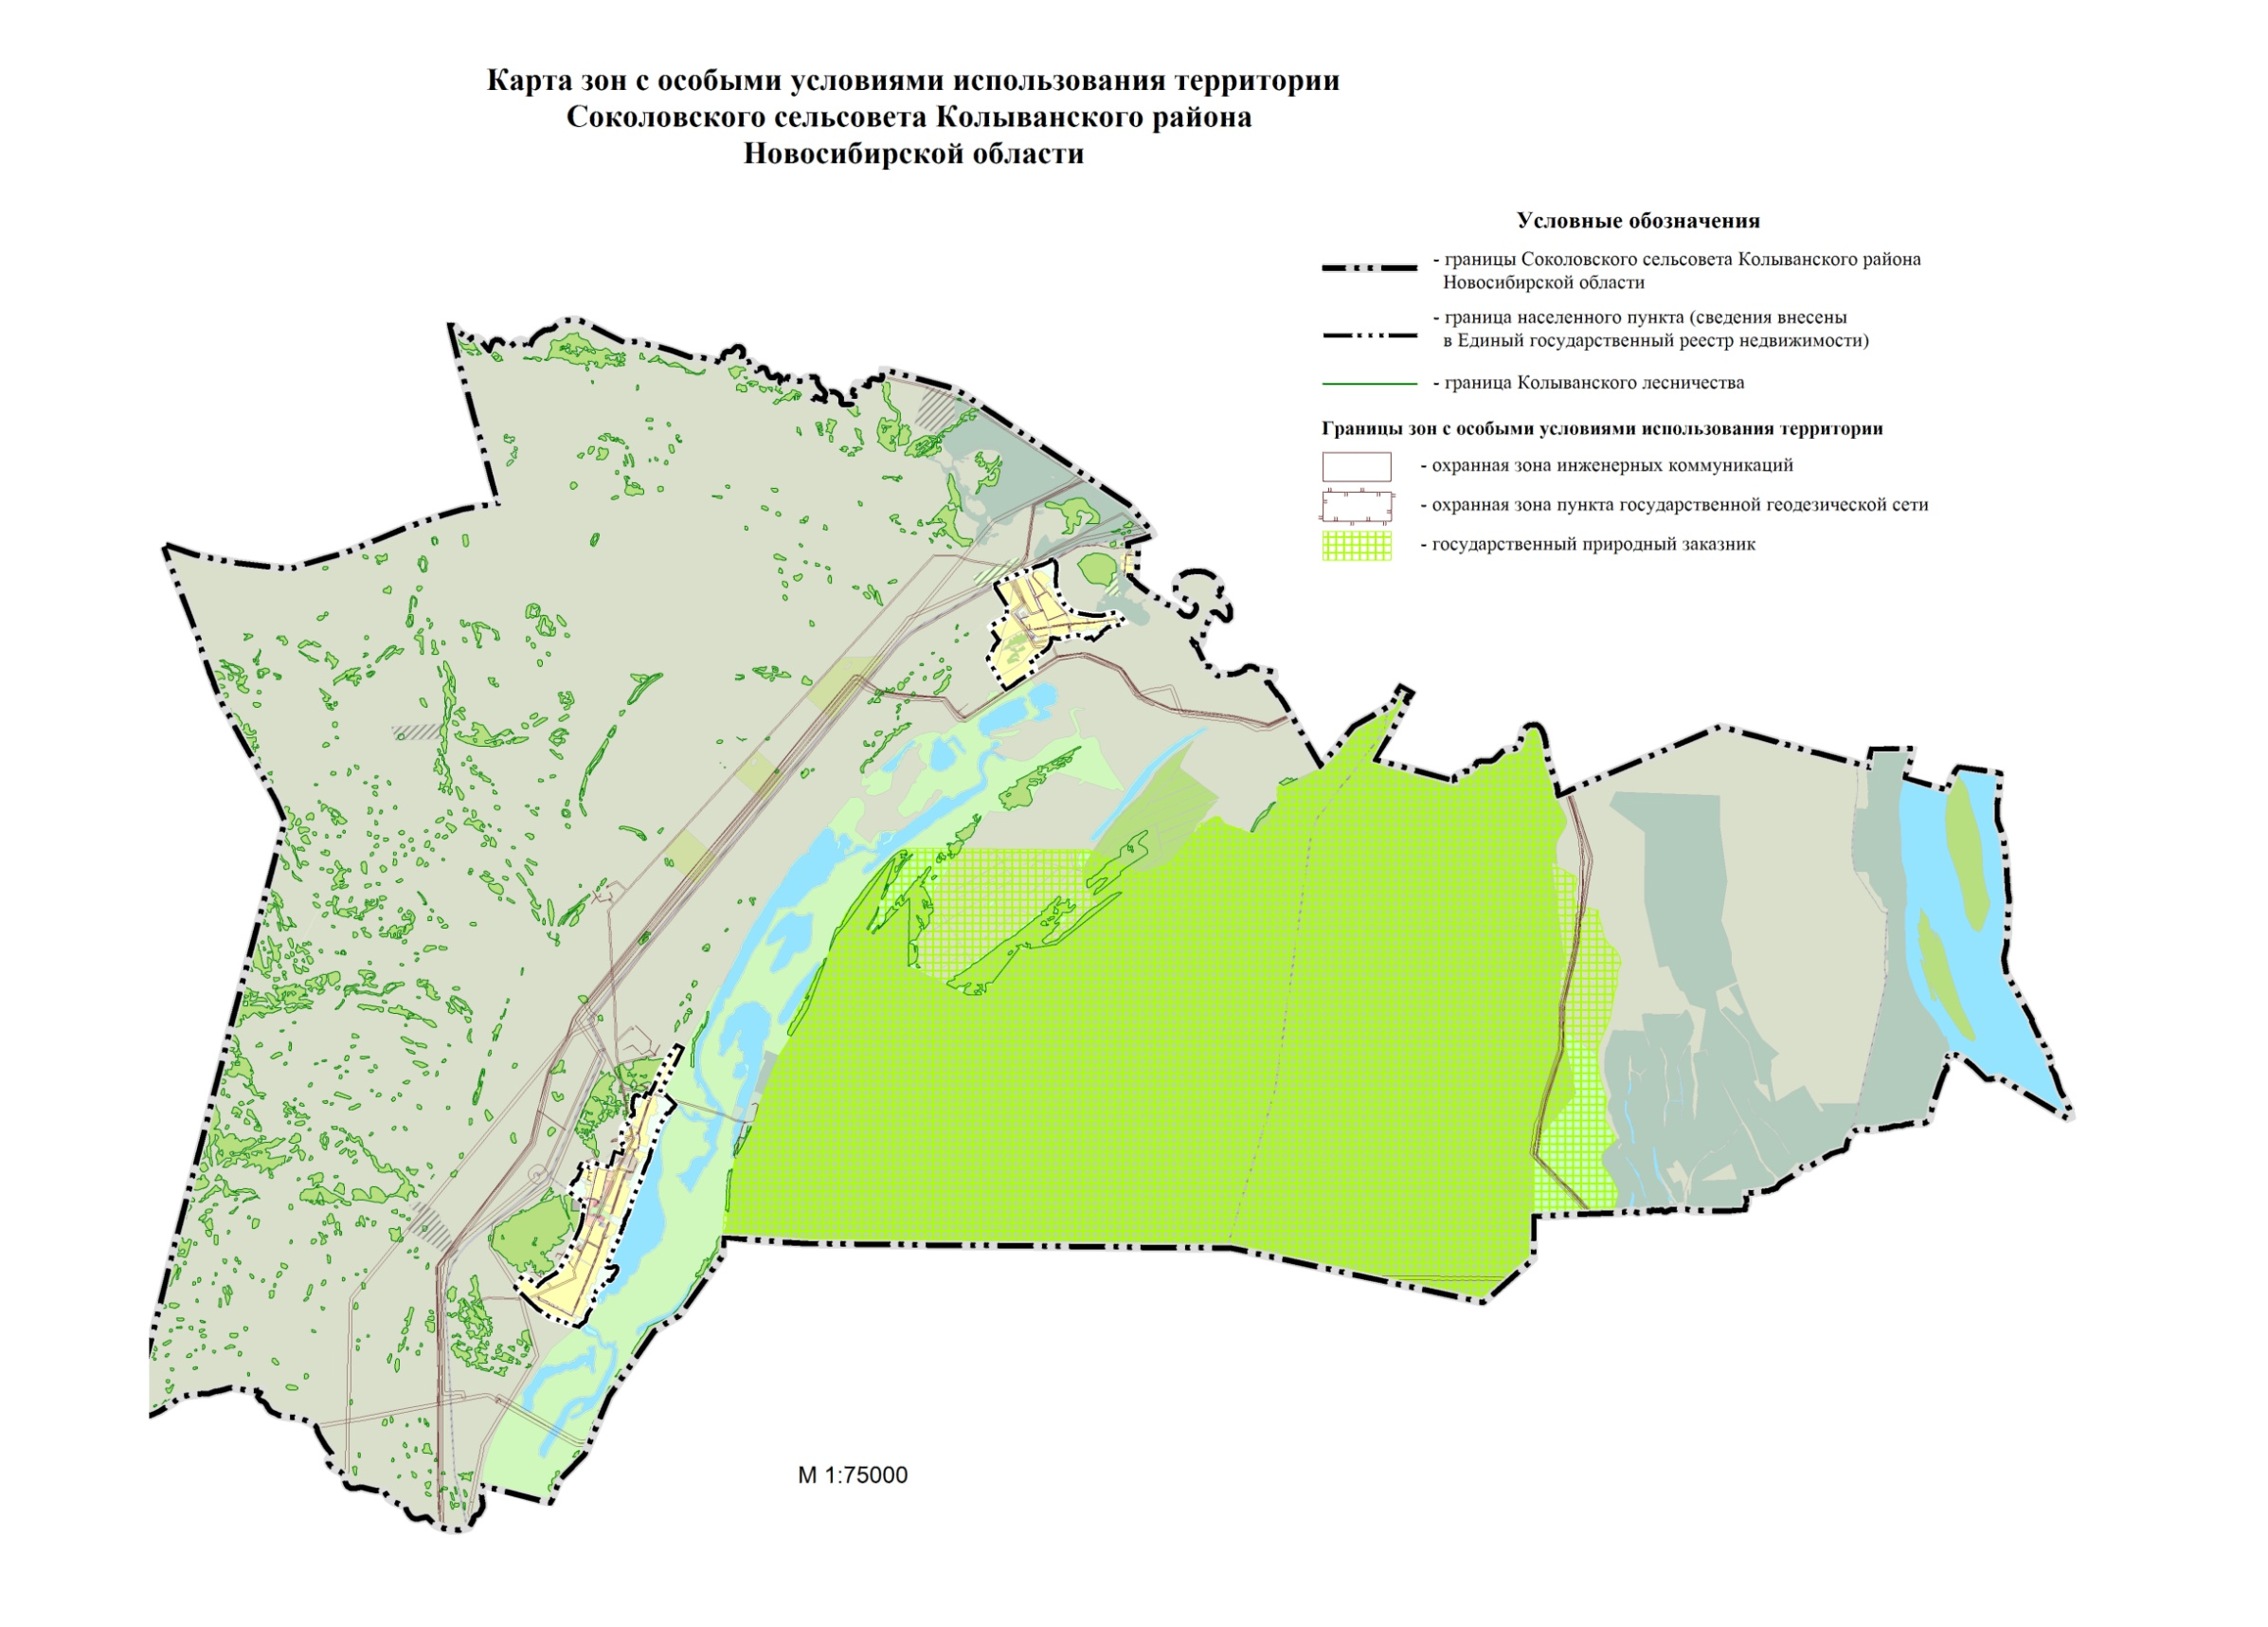 Карта зон с особыми условиями использования территории
Соколовского сельсовета Колыванского района
Новосибирской области
Условные обозначения
- границы Соколовского сельсовета Колыванского района
Новосибирской области
- граница населенного пункта (сведения внесены
в Единый государственный реестр недвижимости)
- граница Колыванского лесничества
Границы зон с особыми условиями использования территории
- охранная зона инженерных коммуникаций
- охранная зона пункта государственной геодезической сети
- государственный природный заказник
М 1:75000